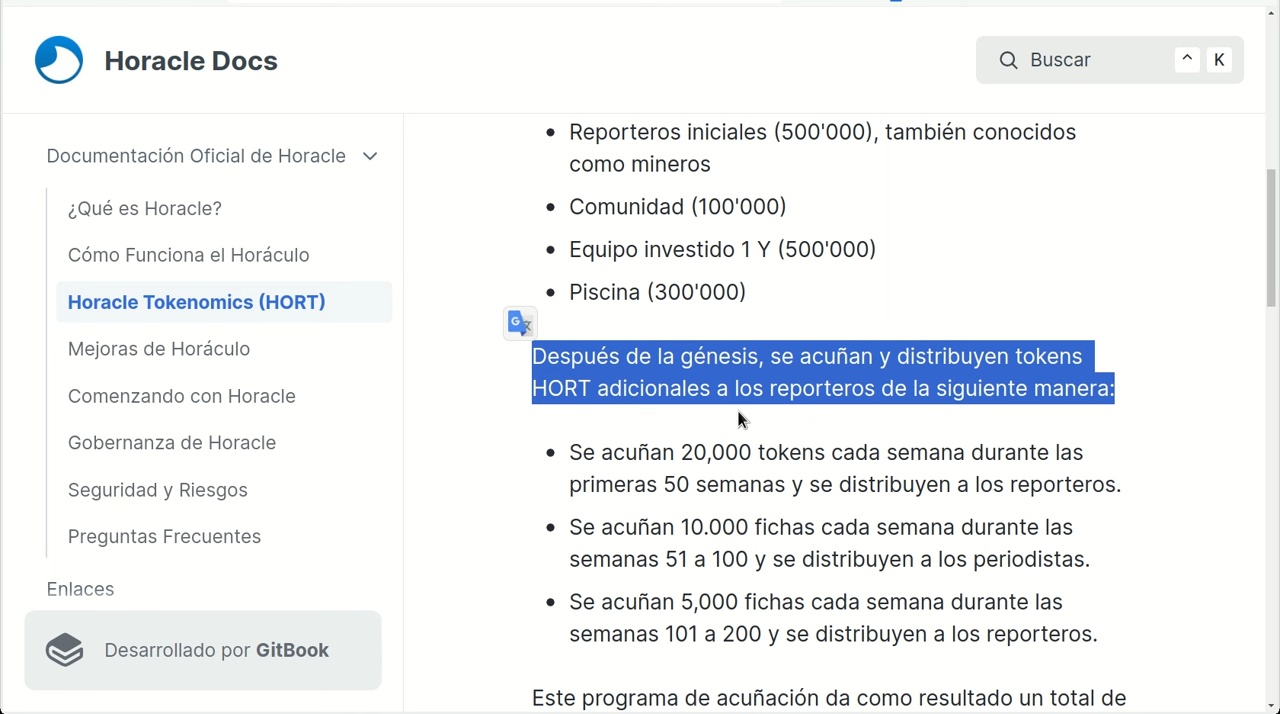 Horacle Docs
Buscar
^ K
Documentación Oficial de Horacle
¿Qué es Horacle?
Cómo Funciona el Horáculo
Horacle Tokenomics (HORT)
Mejoras de Horáculo
Comenzando con Horacle
Gobernanza de Horacle
Seguridad y Riesgos
Preguntas Frecuentes
Enlaces
Desarrollado por GitBook
Reporteros iniciales (500'000), también conocidos
como mineros
Comunidad (100'000)
Equipo investido 1 Y (500'000)
Piscina (300'000)
G
Después de la génesis, se acuñan y distribuyen tokens
HORT adicionales a los reporteros de la siguiente manera:
Se acuñan 20,000 tokens cada semana durante las
primeras 50 semanas y se distribuyen a los reporteros.
Se acuñan 10.000 fichas cada semana durante las
semanas 51 a 100 y se distribuyen a los periodistas.
Se acuñan 5,000 fichas cada semana durante las
semanas 101 a 200 y se distribuyen a los reporteros.
Este programa de acuñación da como resultado un total de